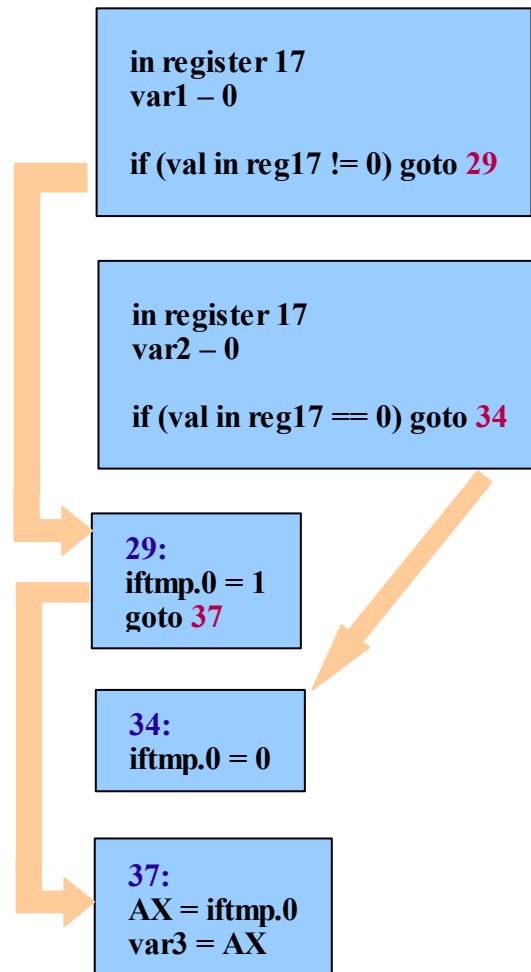 in register 17
var1 – 0
if (val in reg17 != 0) goto 29
in register 17
var2 – 0
if (val in reg17 == 0) goto 34
29:
iftmp.0 = 1
goto 37
34:
iftmp.0 = 0
37:
AX = iftmp.0
var3 = AX